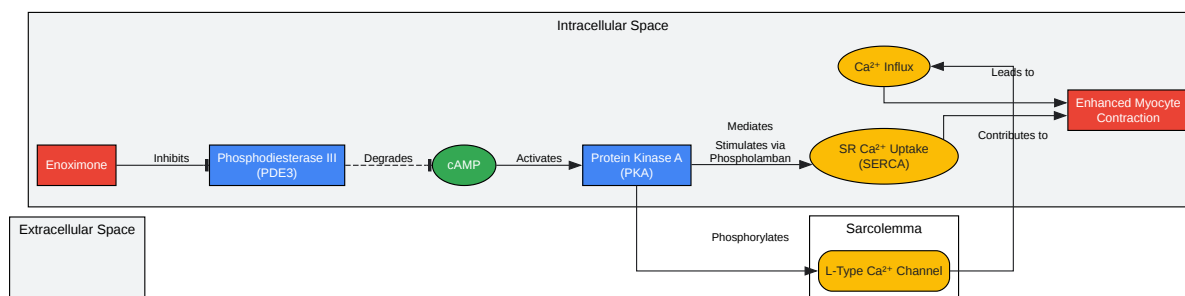 Intracellular Space
Ca²⁺ Influx
Leads to
Enhanced Myocyte
Contraction
Mediates
Contributes to
Enoximone
Inhibits
Phosphodiesterase III
(PDE3)
Degrades
cAMP
Activates
Protein Kinase A
(PKA)
Stimulates via
Phospholamban
SR Ca²⁺ Uptake
(SERCA)
Extracellular Space
Phosphorylates
Sarcolemma
L-Type Ca²⁺ Channel